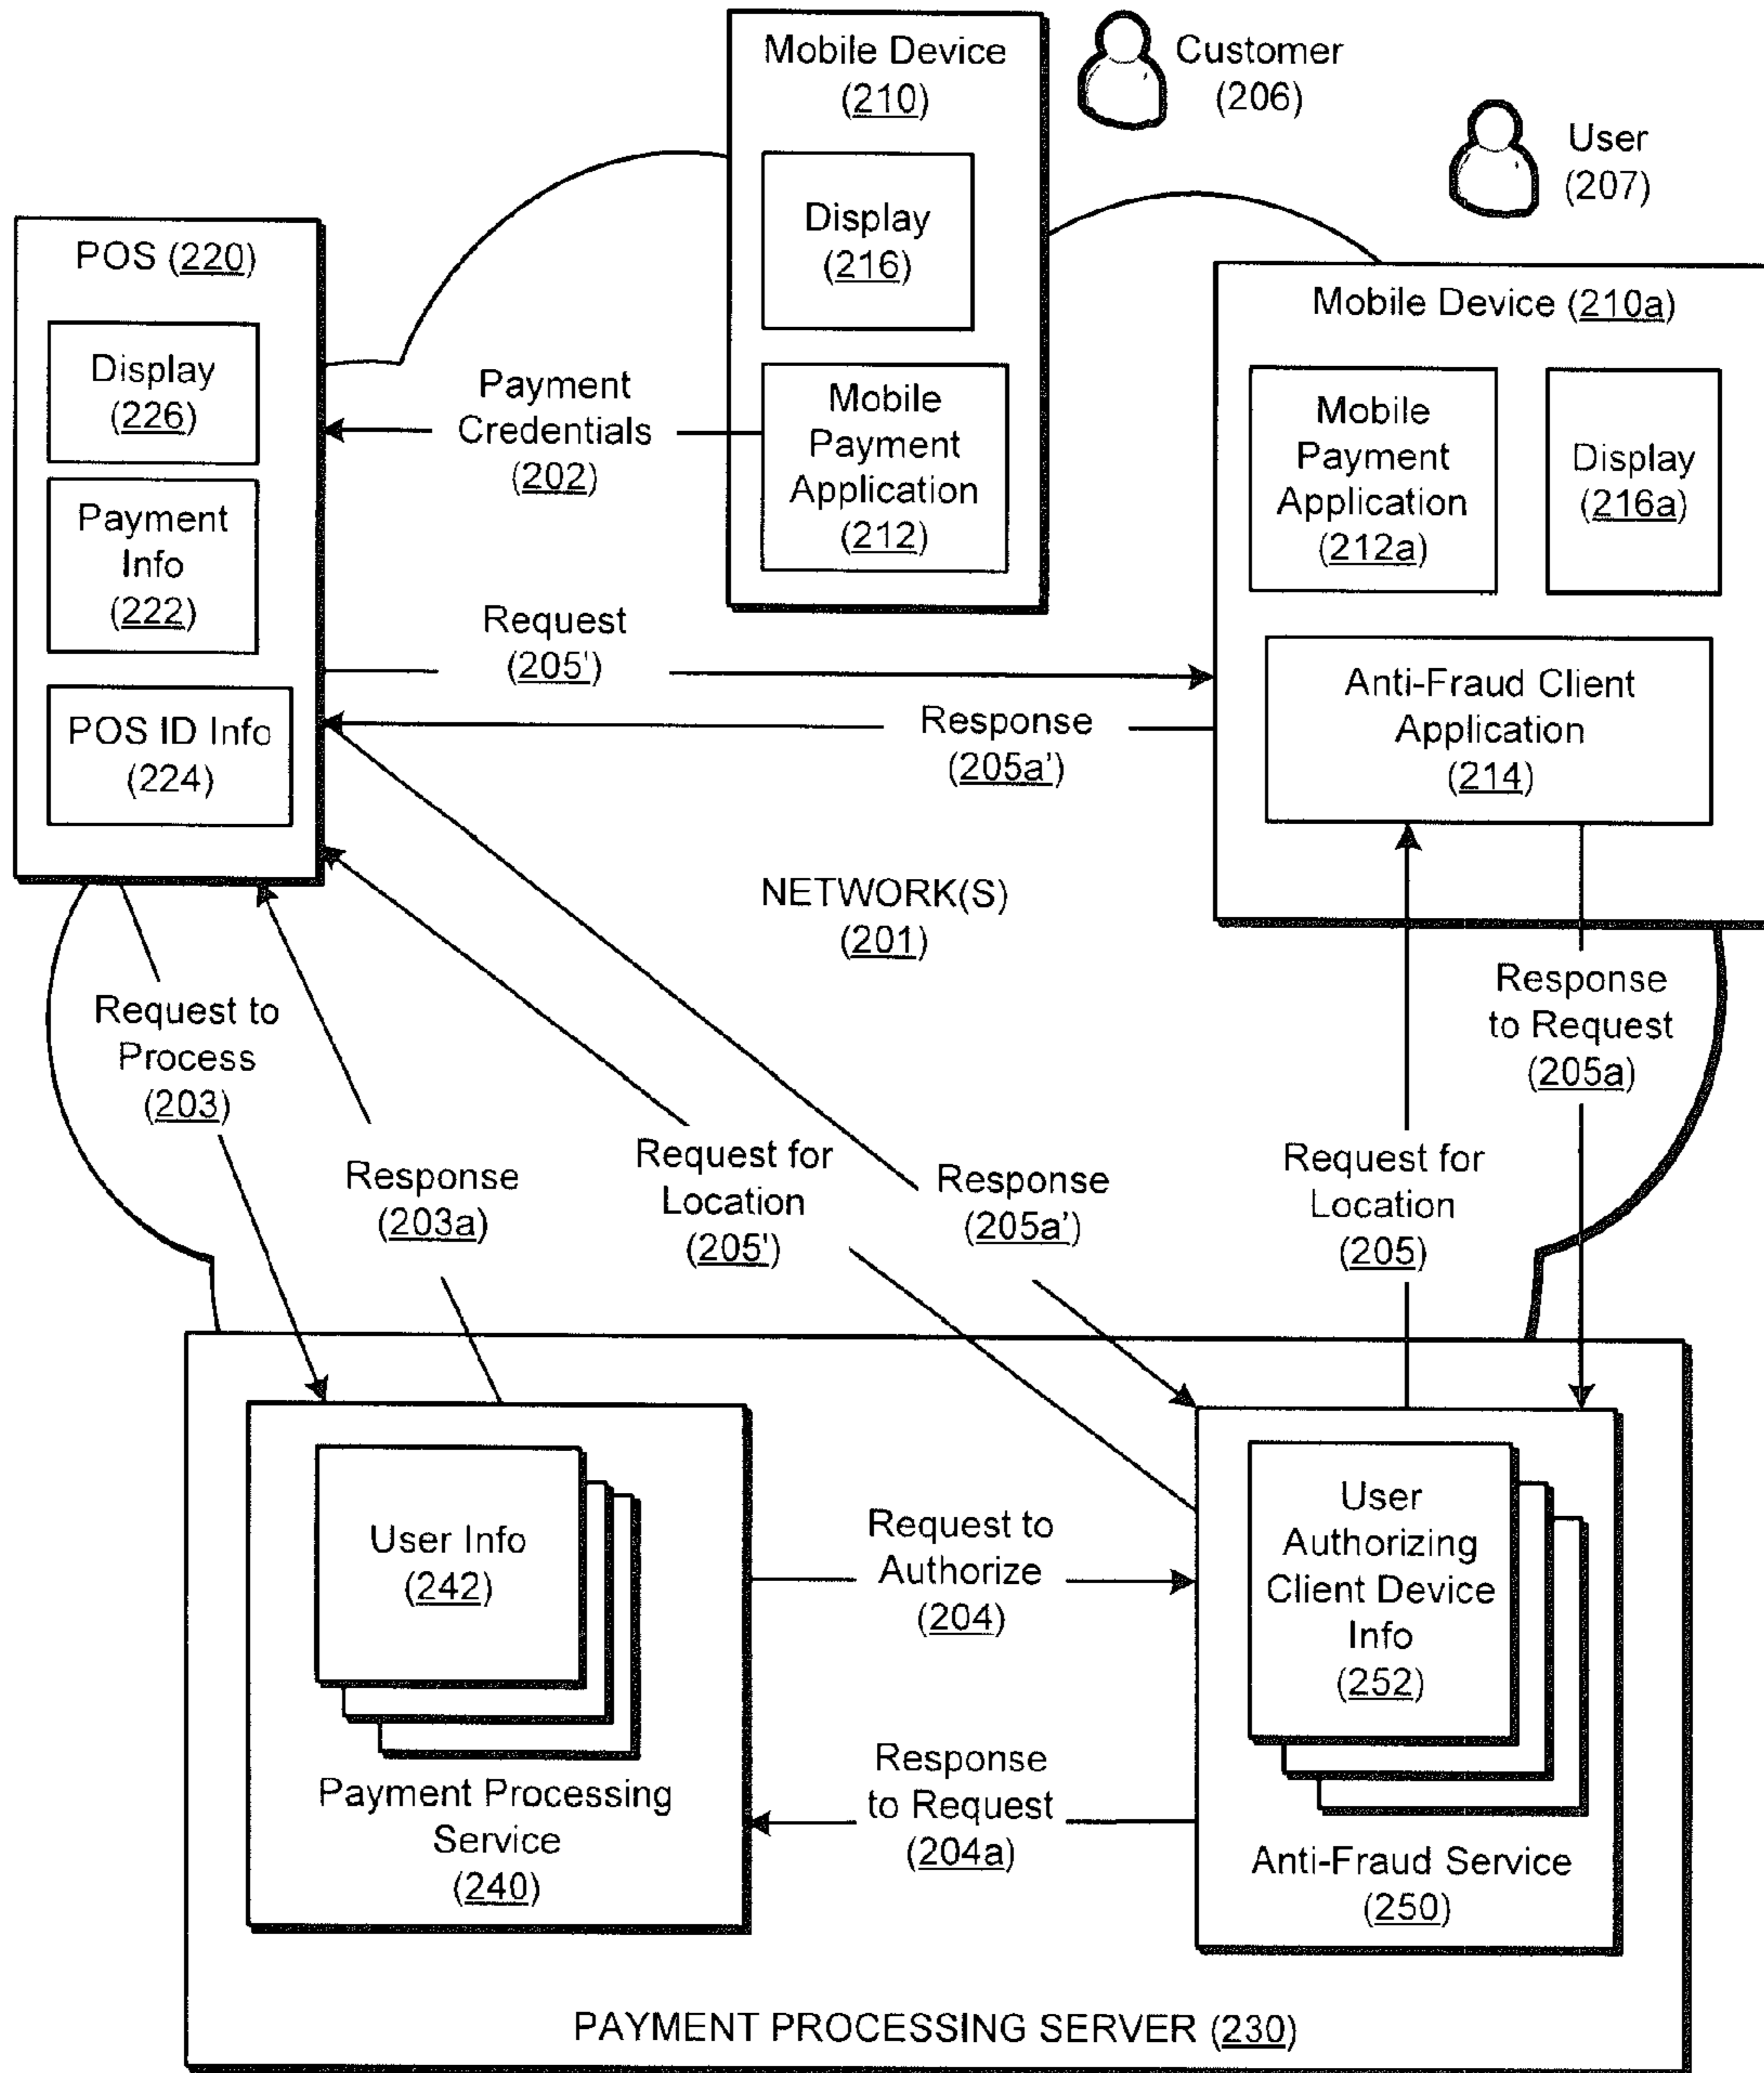 Mobile Device
(210)
Customer
(206)
User
(207)
Display
(216)
Mobile
Payment
Application
(212)
POS (220)
Display
(226)
Payment
Info
(222)
POS ID Info
(224)
Payment
Credentials
(202)
Mobile Device (210a)
Mobile
Payment
Application
(212a)
Display
(216a)
Anti-Fraud Client
Application
(214)
Request
(205')
Response
(205a')
NETWORK(S)
(201)
Request to
Process
(203)
Response
(203a)
Request for
Location
(205')
Response
(205a')
Request for
Location
(205)
Response
to Request
(205a)
User Info
(242)
Payment Processing
Service
(240)
Request to
Authorize
(204)
Response
to Request
(204a)
User
Authorizing
Client Device
Info
(252)
Anti-Fraud Service
(250)
PAYMENT PROCESSING SERVER (230)